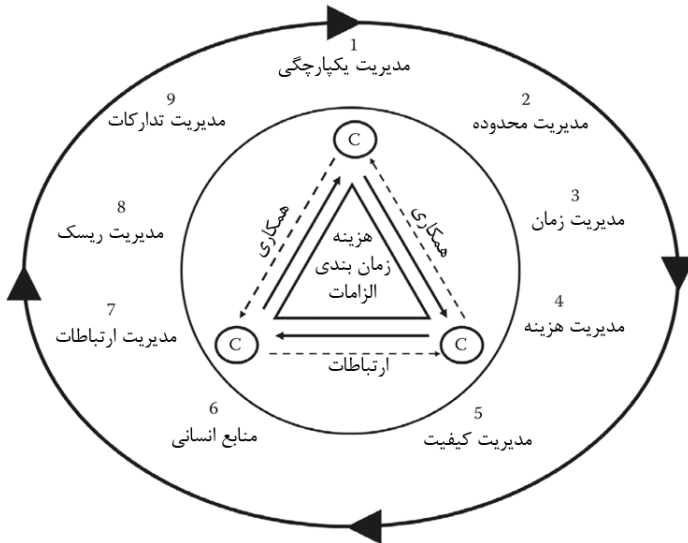 1
مدیریت یکپارچگی
2
مدیریت محدوده
3
مدیریت زمان
4
مدیریت هزینه
5
مدیریت کیفیت
6
منابع انسانی
7
مدیریت ارتباطات
8
مدیریت ریسک
9
مدیریت تدارکات
C
همکاری
همکاری
هزینه
زمان بندی
الزامات
C
C
ارتباطات